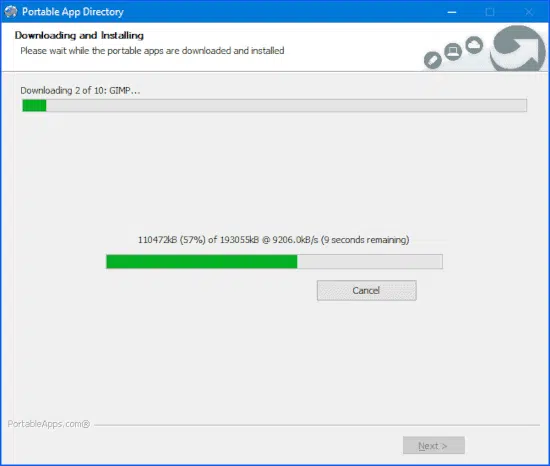 Portable App Directory
Downloading and Installing
Please wait while the portable apps are downloaded and installed
Downloading 2 of 10: GIMP...
110472kB (57%) of 193055kB @ 9206.0kB/s (9 seconds remaining)
Cancel
PortableApps.com®
Next >